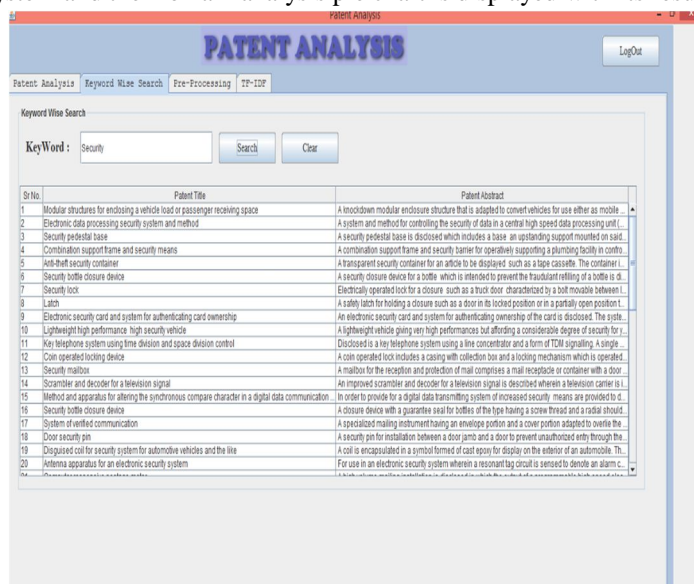 Patent Analysis
PATENT ANALYSIS
LogOut
Patent Analysis Keyword Wise Search Pre-Processing TF-IDF
Keyword Wise Search
KeyWord : Security Search Clear
Sr No. Patent Title Patent Abstract
1 Modular structures for enclosing a vehicle load or passenger receiving space A knockdown modular enclosure structure that is adapted to convert vehicles for use either as mobile ...
2 Electronic data processing security system and method A system and method for controlling the security of data in a central high speed data processing unit (...
3 Security pedestal base A security pedestal base is disclosed which includes a base an upstanding support mounted on said...
4 Combination support frame and security means A combination support frame and security barrier for operatively supporting a plumbing facility in confro...
5 Anti-theft security container A transparent security container for an article to be displayed such as a tape cassette. The container i...
6 Security bottle closure device A security closure device for a bottle which is intended to prevent the fraudulant refilling of a bottle is di...
7 Security lock Electrically operated lock for a closure such as a truck door characterized by a bolt movable between l...
8 Latch A safety latch for holding a closure such as a door in its locked position or in a partially open position t...
9 Electronic security card and system for authenticating card ownership An electronic security card and system for authenticating ownership of the card is disclosed. The syste...
10 Lightweight high performance high security vehicle A lightweight vehicle giving very high performances but affording a considerable degree of security for y...
11 Key telephone system using time division and space division control Disclosed is a key telephone system using a line concentrator and a form of TDM signalling. A single ...
12 Coin operated locking device A coin operated lock includes a casing with collection box and a locking mechanism which is operated...
13 Security mailbox A mailbox for the reception and protection of mail comprises a mail receptacle or container with a door ...
14 Scrambler and decoder for a television signal An improved scrambler and decoder for a television signal is described wherein a television carrier is i...
15 Method and apparatus for altering the synchronous compare character in a digital data communication ... In order to provide for a digital data transmitting system of increased security means are provided to d...
16 Security bottle closure device A closure device with a guarantee seal for bottles of the type having a screw thread and a radial should...
17 System of verified communication A specialized mailing instrument having an envelope portion and a cover portion adapted to overlie the ...
18 Door security pin A security pin for installation between a door jamb and a door to prevent unauthorized entry through the...
19 Disguised coil for security system for automotive vehicles and the like A coil is encapsulated in a symbol formed of cast epoxy for display on the exterior of an automobile. Th...
20 Antenna apparatus for an electronic security system For use in an electronic security system wherein a resonant tag circuit is sensed to denote an alarm c...